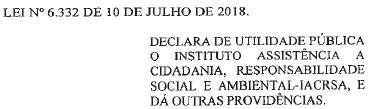 LEI Nº 6.332 DE 10 DE JULHO DE 2018.
DECLARA DE UTILIDADE PÚBLICA
O INSTITUTO ASSISTÊNCIA A
CIDADANIA, RESPONSABILIDADE
SOCIAL E AMBIENTAL-IACRSA, E
DÁ OUTRAS PROVIDÊNCIAS.